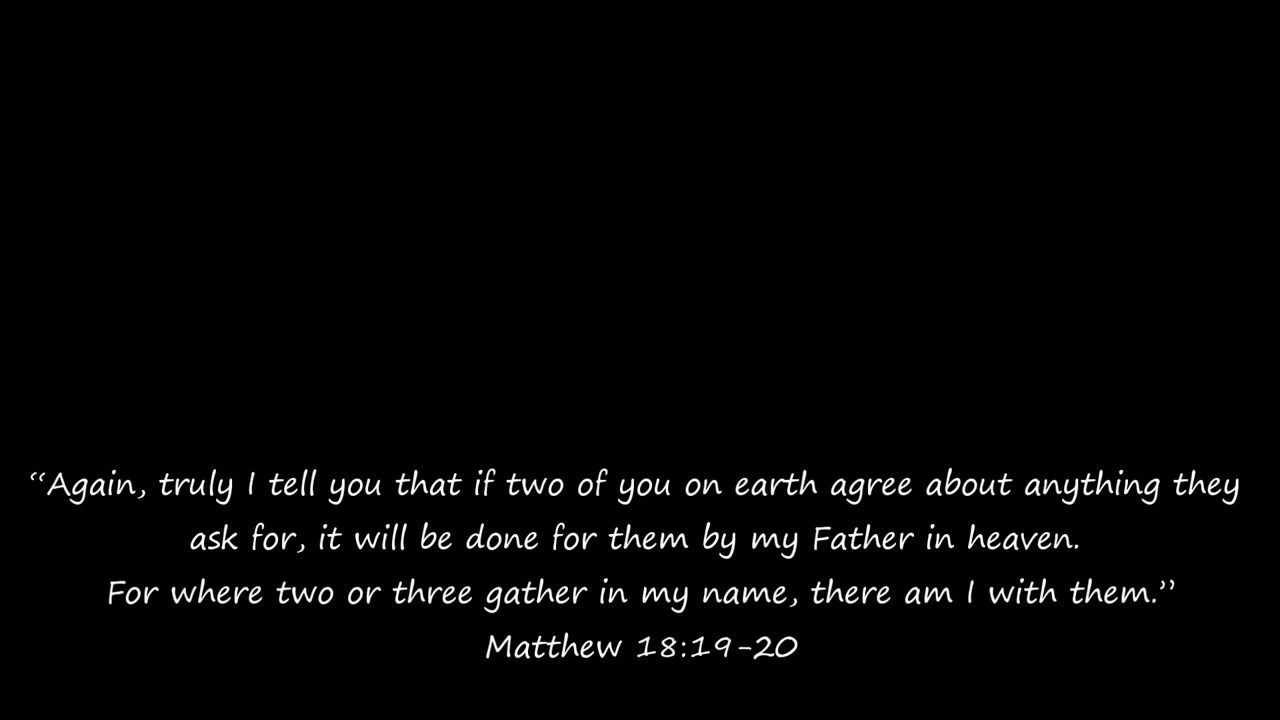 “Again, truly I tell you that if two of you on earth agree about anything they
ask for, it will be done for them by my Father in heaven.
For where two or three gather in my name, there am I with them.”
Matthew 18:19-20